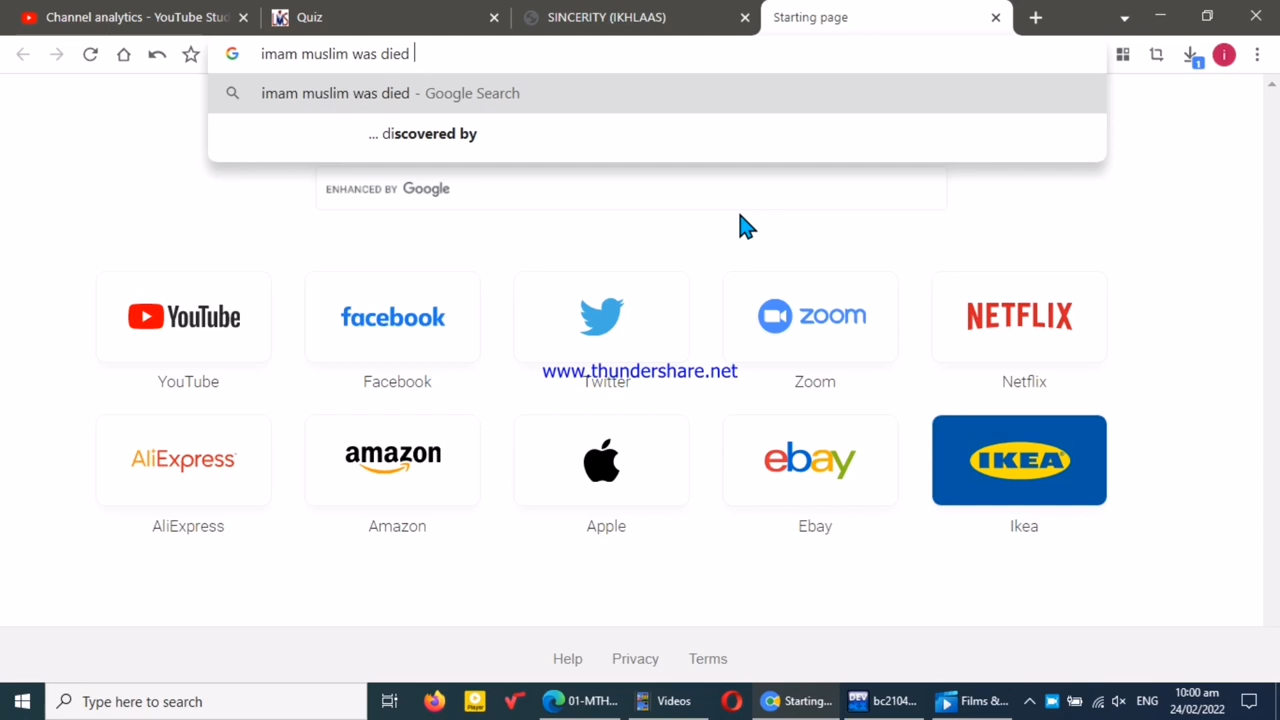 Channel analytics - YouTube Stud
Quiz
SINCERITY (IKHLAAS)
Starting page
imam muslim was died
1
i
imam muslim was died - Google Search
... discovered by
ENHANCED BY Google
YouTube
facebook
zoom
NETFLIX
www.thundershare.net
YouTube
Facebook
Twitter
Zoom
Netflix
AliExpress
amazon
ebay
IKEA
AliExpress
Amazon
Apple
Ebay
Ikea
Help
Privacy
Terms
Type here to search
Player
01-MTH...
Videos
Starting...
DEV
bc2104...
Films &...
ENG
10:00 am
24/02/2022